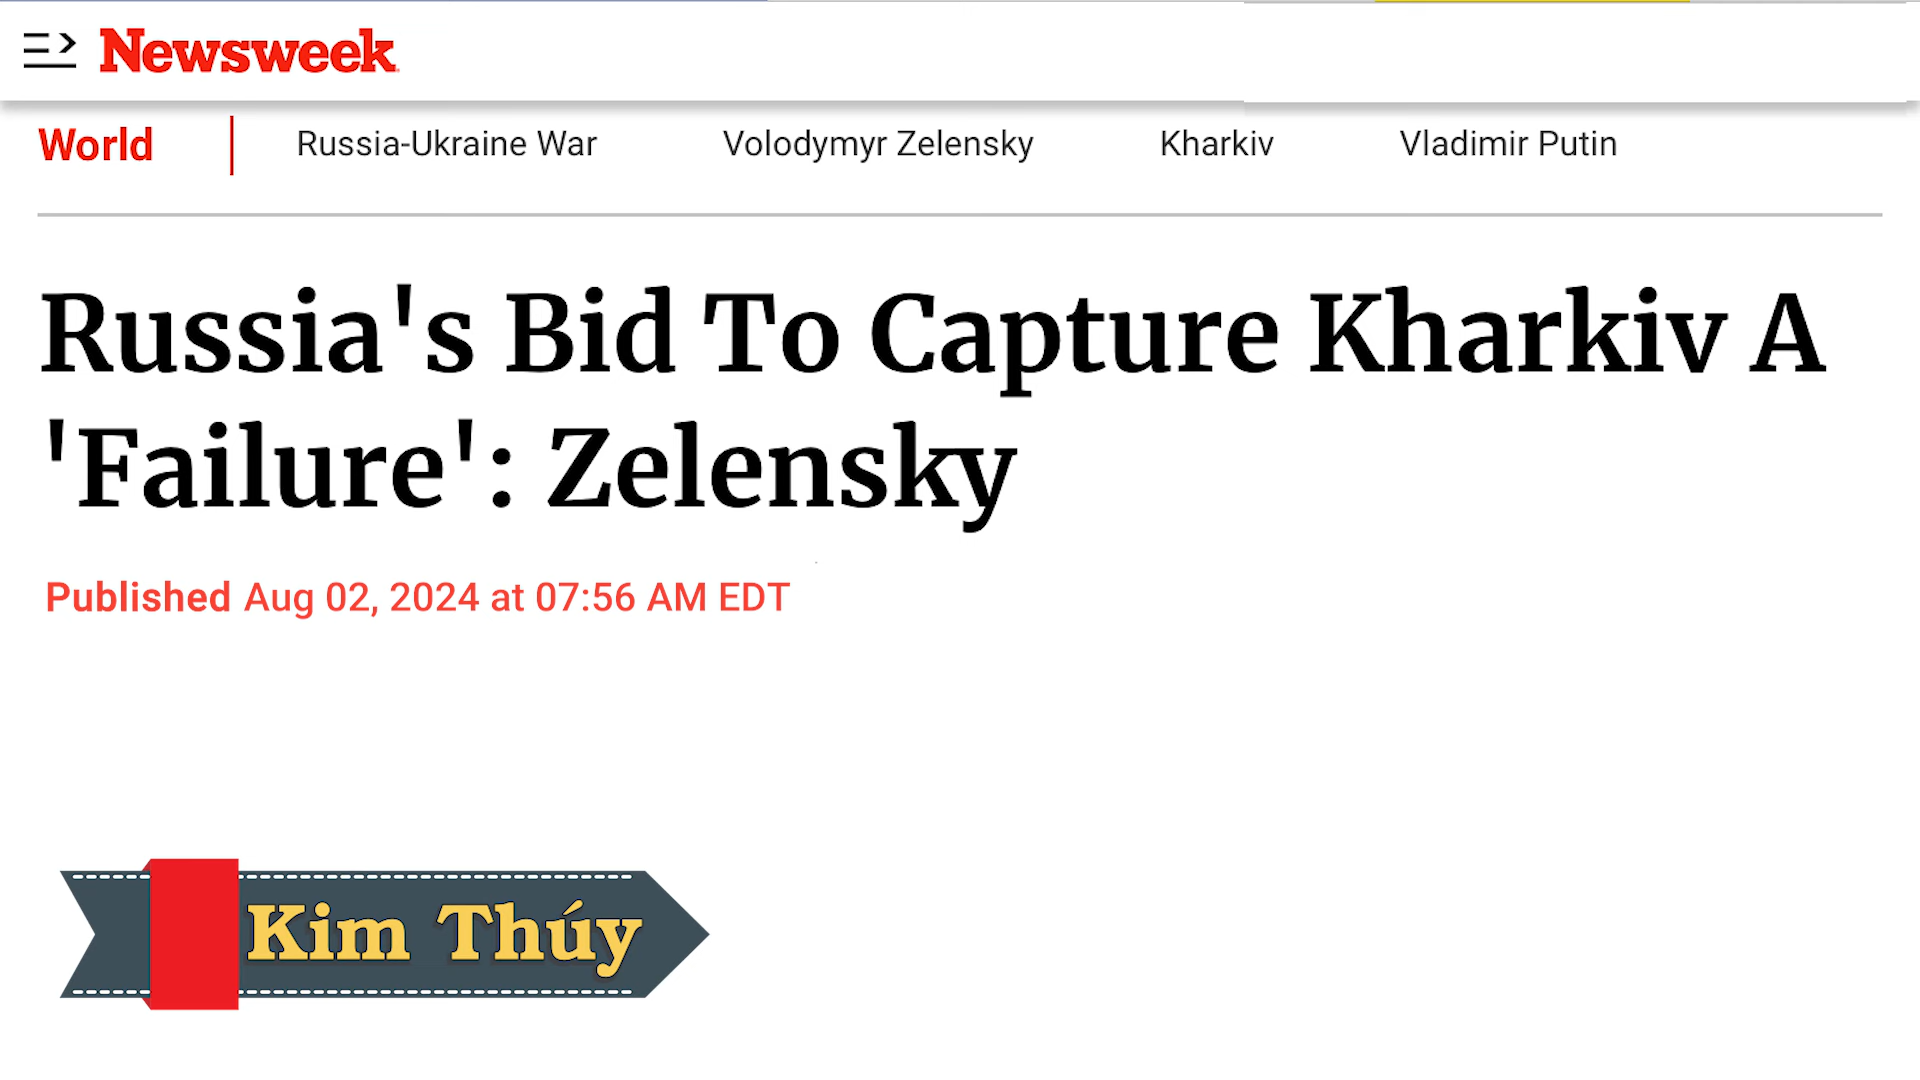 Newsweek
World Russia-Ukraine War Volodymyr Zelensky Kharkiv Vladimir Putin
Russia's Bid To Capture Kharkiv A
'Failure': Zelensky
Published Aug 02, 2024 at 07:56 AM EDT
Kim Thúy